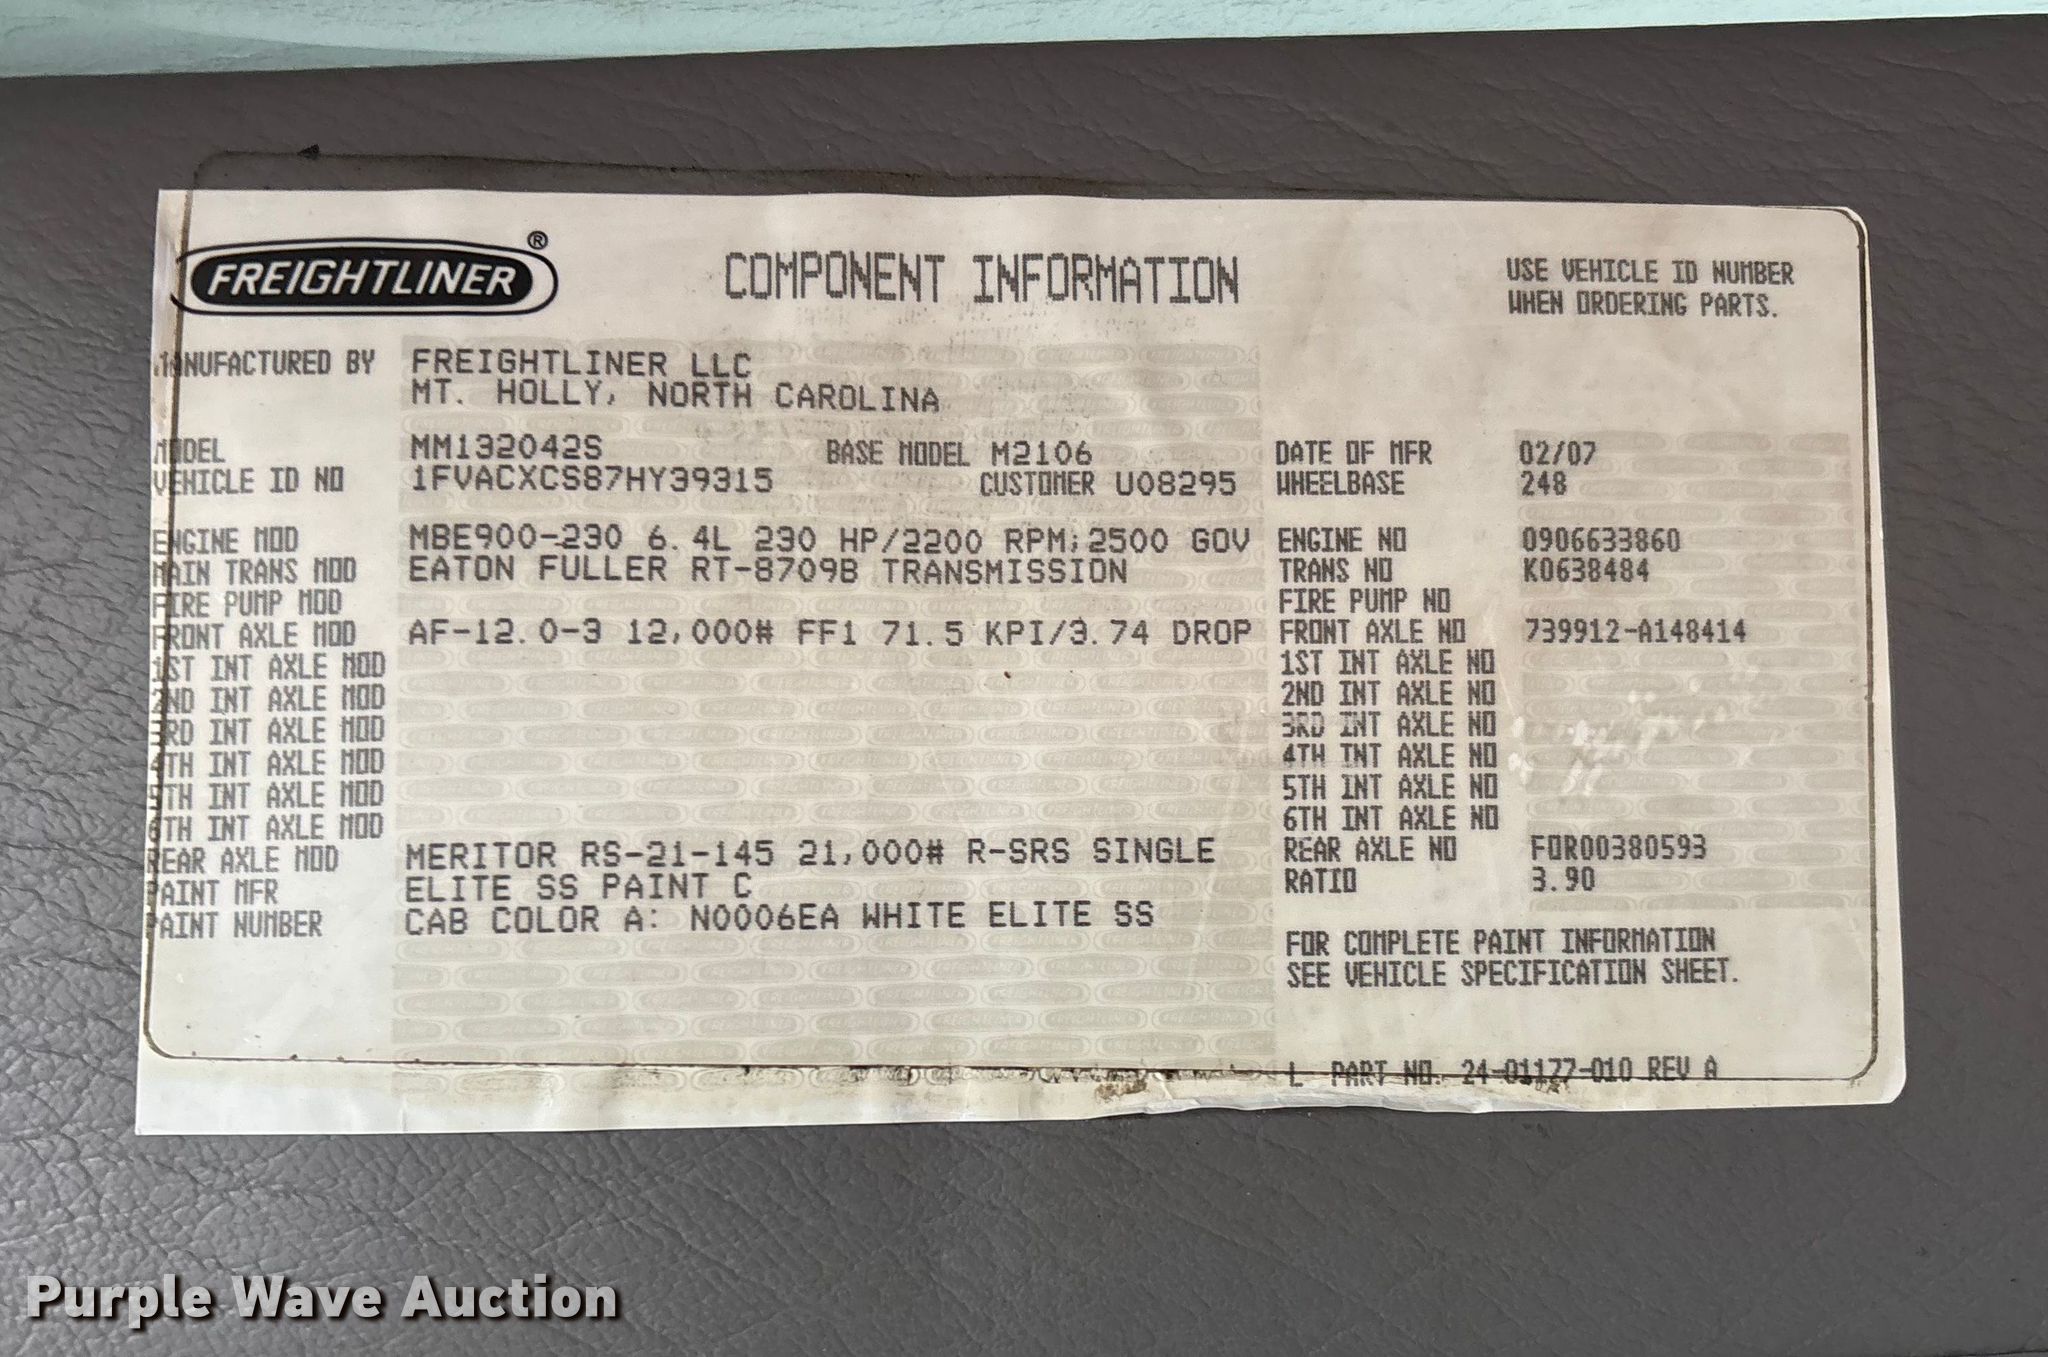 FREIGHTLINER ®
COMPONENT INFORMATION
USE VEHICLE ID NUMBER
WHEN ORDERING PARTS.
MANUFACTURED BY FREIGHTLINER LLC
MT. HOLLY, NORTH CAROLINA
MODEL MM132042S BASE MODEL M2106 DATE OF MFR 02/07
VEHICLE ID NO 1FVACXCS87HY39315 CUSTOMER U08295 WHEELBASE 248
ENGINE MOD MBE900-230 6.4L 230 HP/2200 RPM;2500 GOV ENGINE NO 0906633860
MAIN TRANS MOD EATON FULLER RT-8709B TRANSMISSION TRANS NO K0638484
FIRE PUMP MOD FIRE PUMP NO
FRONT AXLE MOD AF-12.0-3 12,000# FF1 71.5 KPI/3.74 DROP FRONT AXLE NO 739912-A148414
1ST INT AXLE MOD 1ST INT AXLE NO
2ND INT AXLE MOD 2ND INT AXLE NO
3RD INT AXLE MOD 3RD INT AXLE NO
4TH INT AXLE MOD 4TH INT AXLE NO
5TH INT AXLE MOD 5TH INT AXLE NO
6TH INT AXLE MOD 6TH INT AXLE NO
REAR AXLE MOD MERITOR RS-21-145 21,000# R-SRS SINGLE REAR AXLE NO FOR00380593
PAINT MFR ELITE SS PAINT C RATIO 3.90
PAINT NUMBER CAB COLOR A: N0006EA WHITE ELITE SS
FOR COMPLETE PAINT INFORMATION
SEE VEHICLE SPECIFICATION SHEET.
L PART NO. 24-01177-010 REV A
Purple Wave Auction